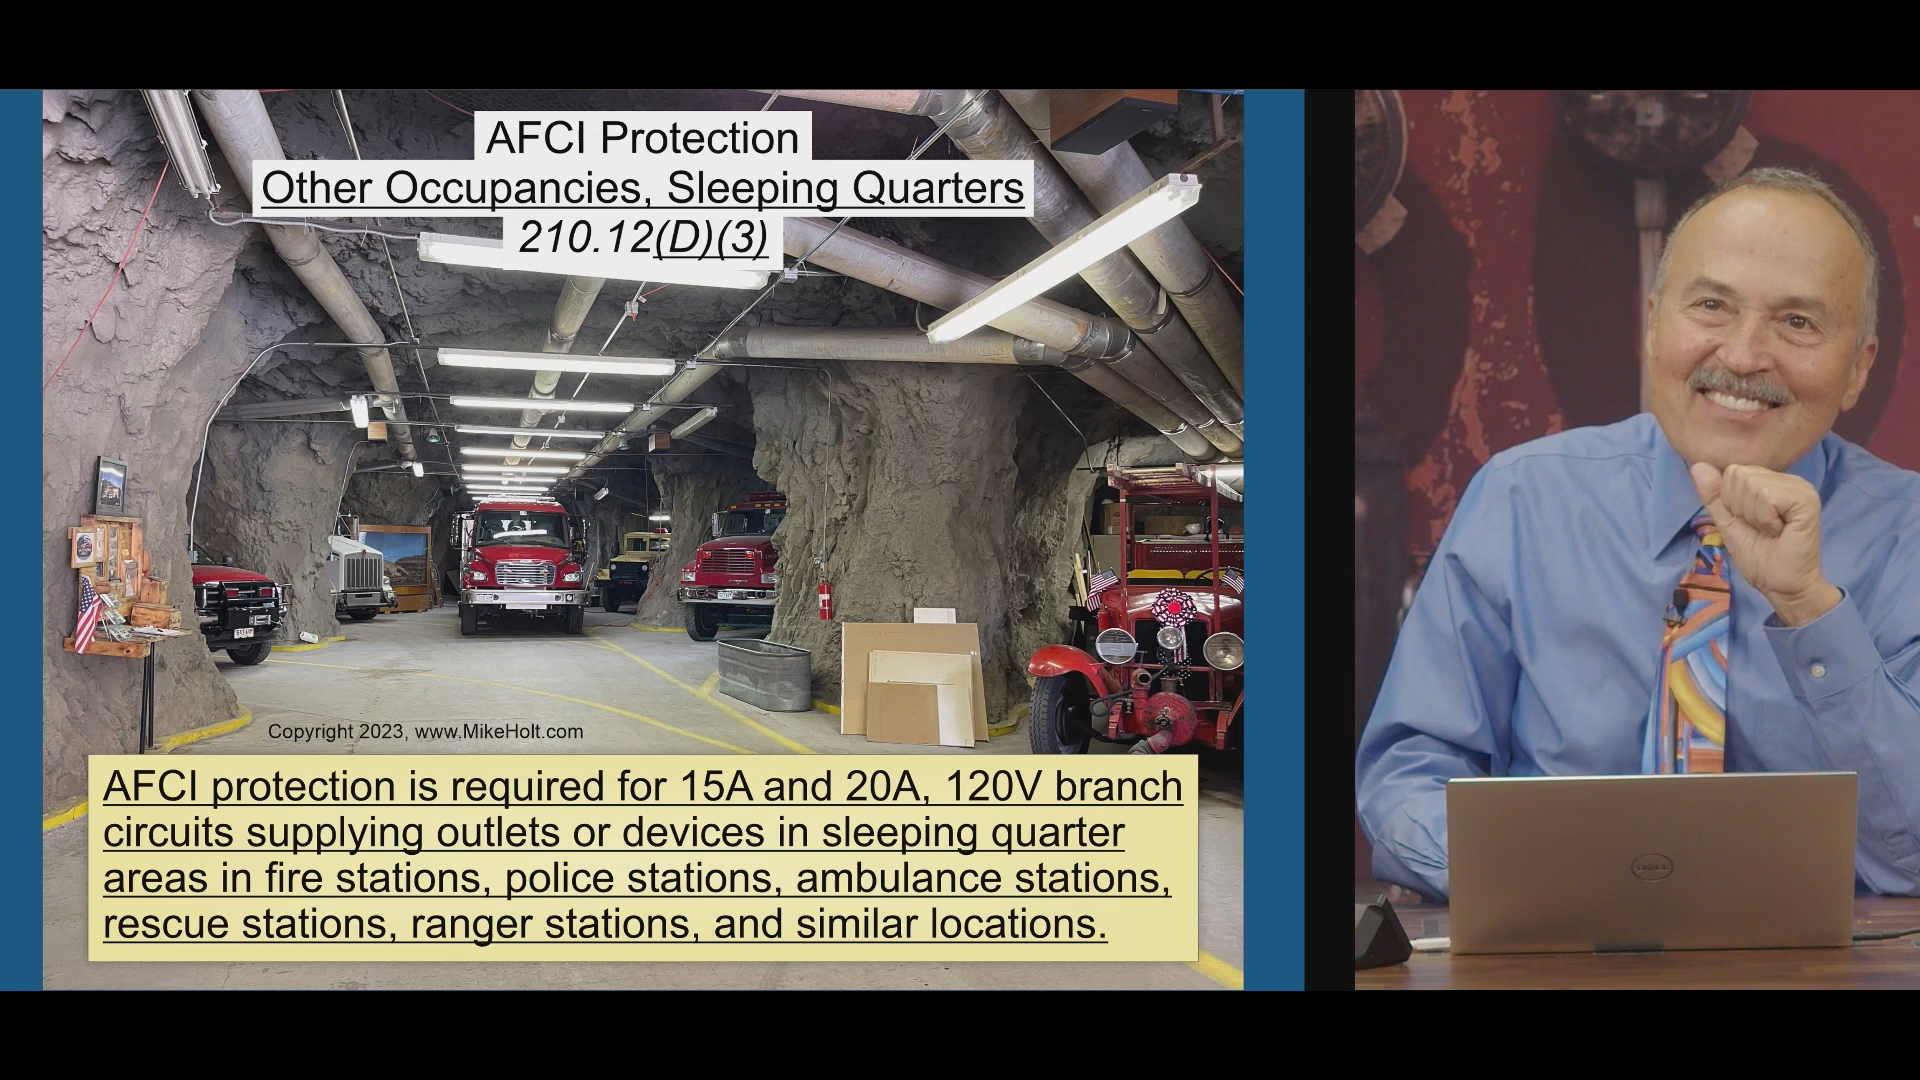 AFCI Protection
Other Occupancies, Sleeping Quarters
210.12(D)(3)
Copyright 2023, www.MikeHolt.com
AFCI protection is required for 15A and 20A, 120V branch
circuits supplying outlets or devices in sleeping quarter
areas in fire stations, police stations, ambulance stations,
rescue stations, ranger stations, and similar locations.
DELL